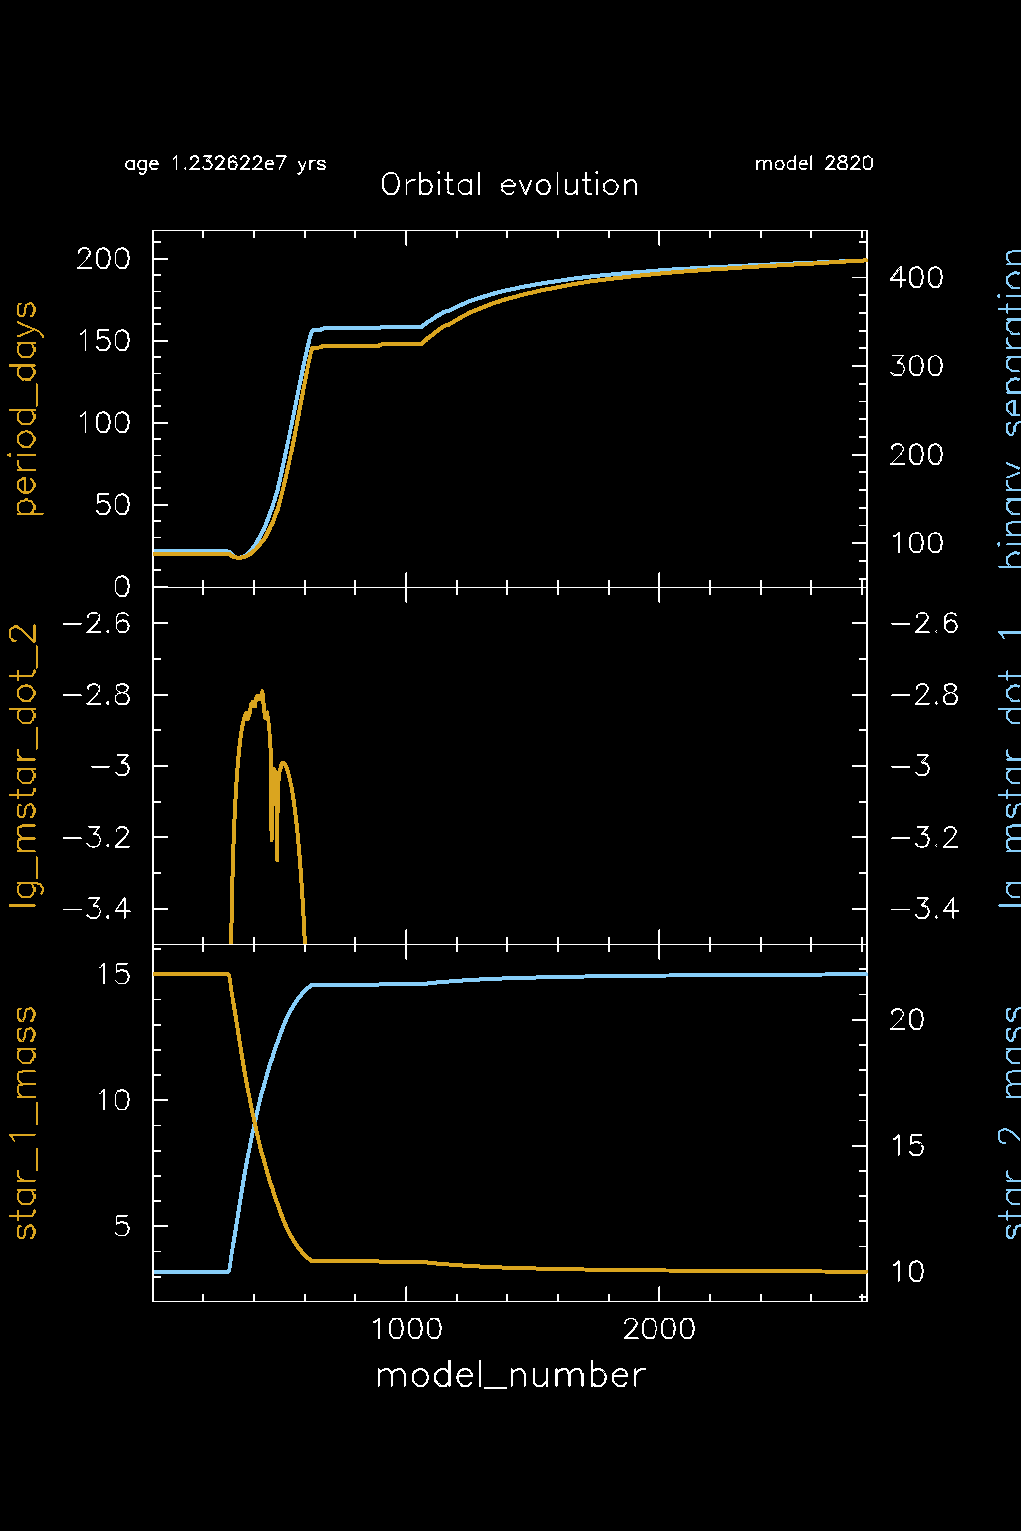 age 1.232622e7 yrs
model 2820
Orbital evolution
period_days
200
150
100
50
0
400
300
200
100
binary_separation
lg_mstar_dot_2
-2.6
-2.8
-3
-3.2
-3.4
-2.6
-2.8
-3
-3.2
-3.4
lg_mstar_dot_1
star_1_mass
15
10
5
20
15
10
star_2_mass
1000
2000
model_number